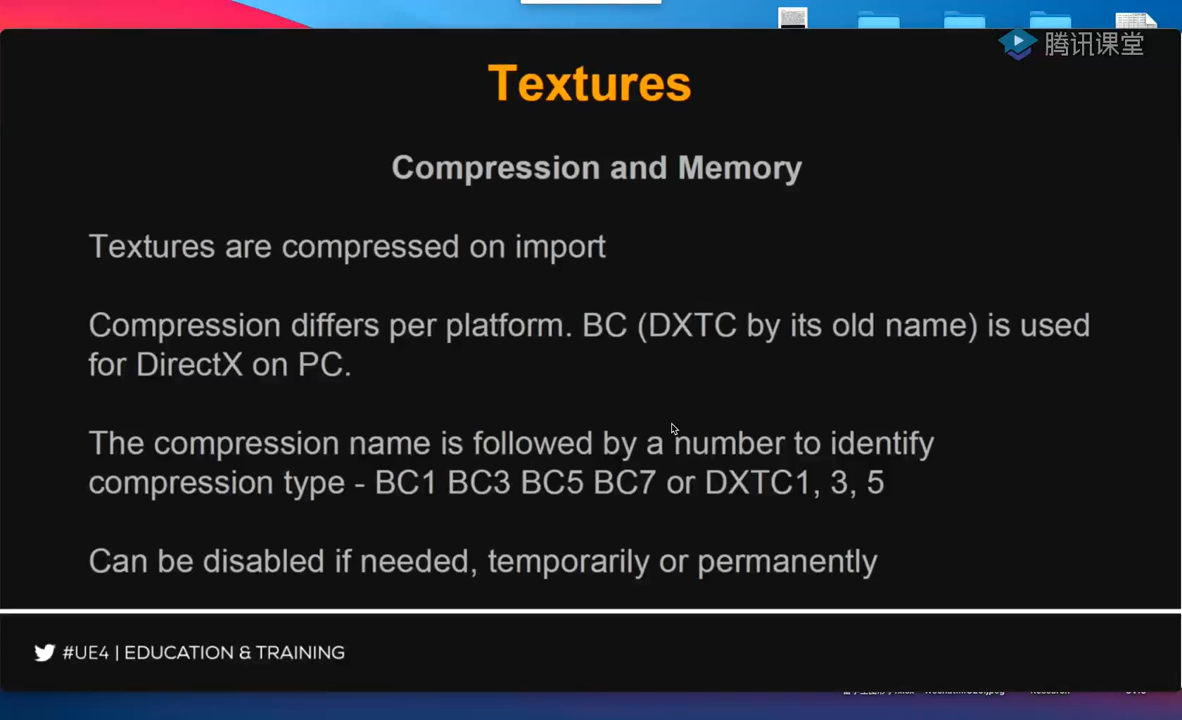 腾讯课堂
Textures
Compression and Memory
Textures are compressed on import
Compression differs per platform. BC (DXTC by its old name) is used
for DirectX on PC.
The compression name is followed by a number to identify
compression type - BC1 BC3 BC5 BC7 or DXTC1, 3, 5
Can be disabled if needed, temporarily or permanently
#UE4 | EDUCATION & TRAINING